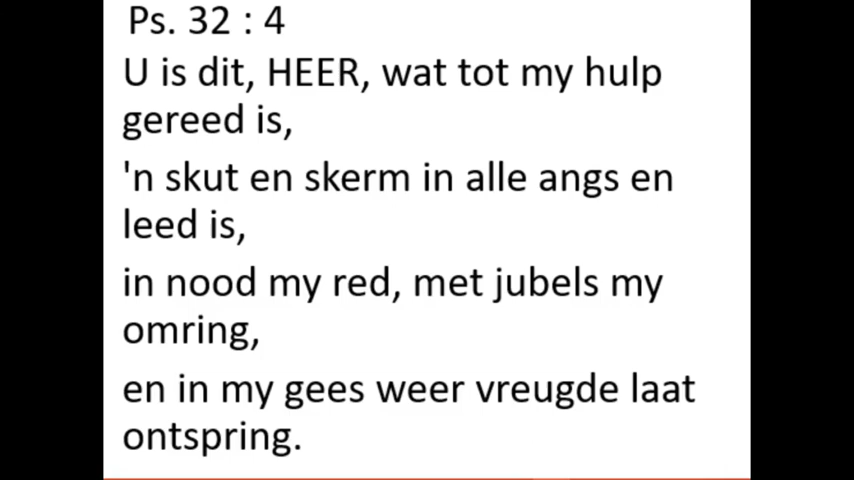 Ps. 32 : 4
U is dit, HEER, wat tot my hulp
gereed is,
'n skut en skerm in alle angs en
leed is,
in nood my red, met jubels my
omring,
en in my gees weer vreugde laat
ontspring.